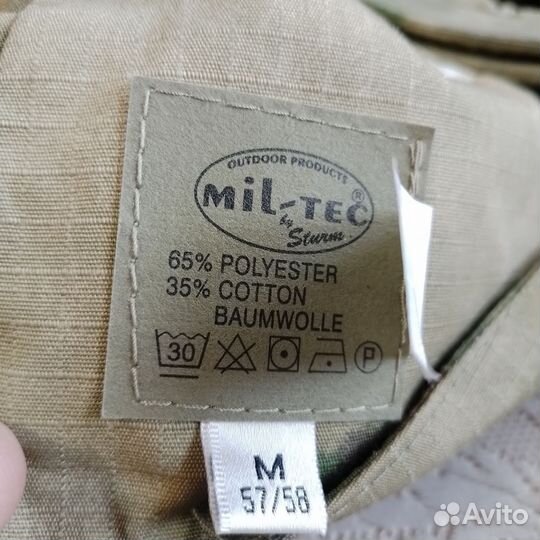 OUTDOOR PRODUCTS
MiL-TEC®
by Sturm
65% POLYESTER
35% COTTON
BAUMWOLLE
30 P
M
57/58
Avito